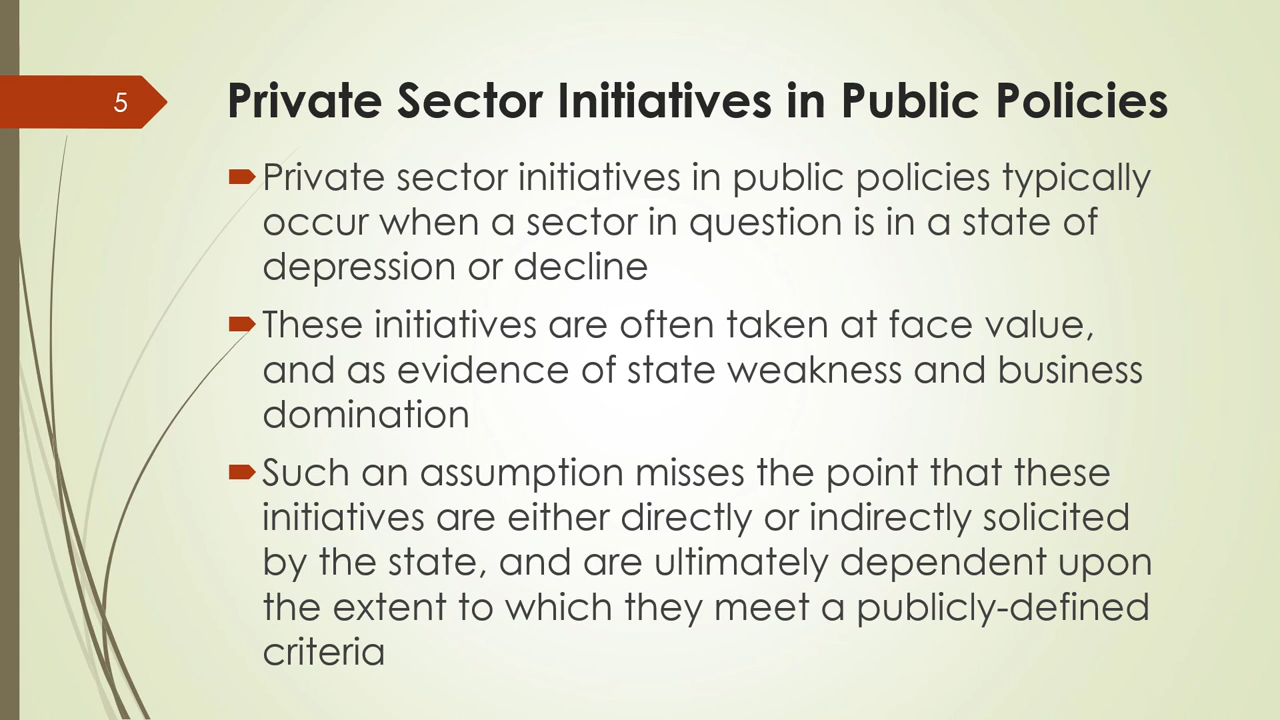 5
Private Sector Initiatives in Public Policies
Private sector initiatives in public policies typically
occur when a sector in question is in a state of
depression or decline
These initiatives are often taken at face value,
and as evidence of state weakness and business
domination
Such an assumption misses the point that these
initiatives are either directly or indirectly solicited
by the state, and are ultimately dependent upon
the extent to which they meet a publicly-defined
criteria